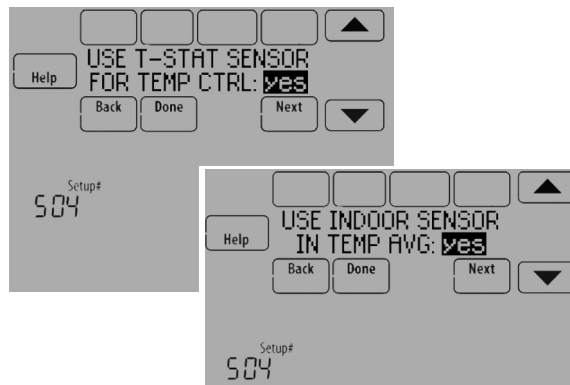 USE T-STAT SENSOR
FOR TEMP CTRL: yes
Help
Back Done Next
Setup#
504
USE INDOOR SENSOR
IN TEMP AVG: yes
Help
Back Done Next
Setup#
504